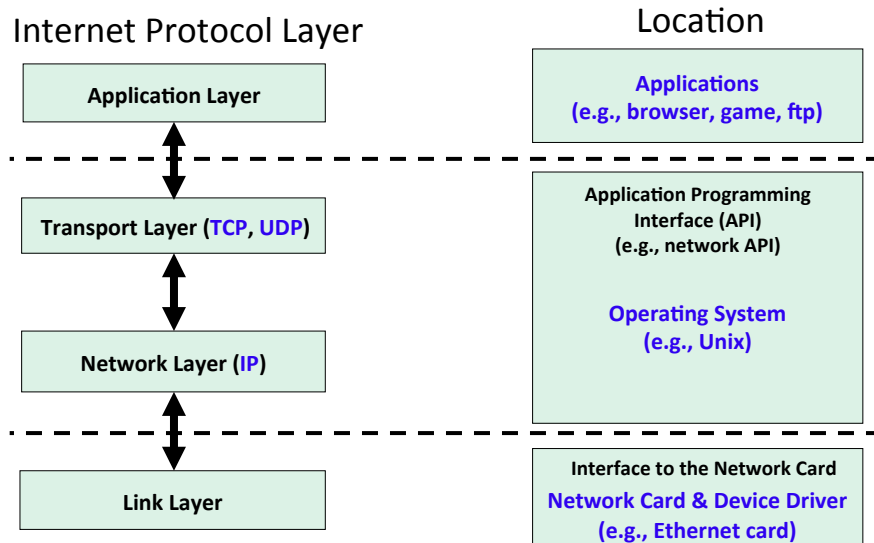 Internet Protocol Layer
Location
Application Layer
Applications
(e.g., browser, game, ftp)
Transport Layer (TCP, UDP)
Application Programming
Interface (API)
(e.g., network API)
Operating System
(e.g., Unix)
Network Layer (IP)
Link Layer
Interface to the Network Card
Network Card & Device Driver
(e.g., Ethernet card)